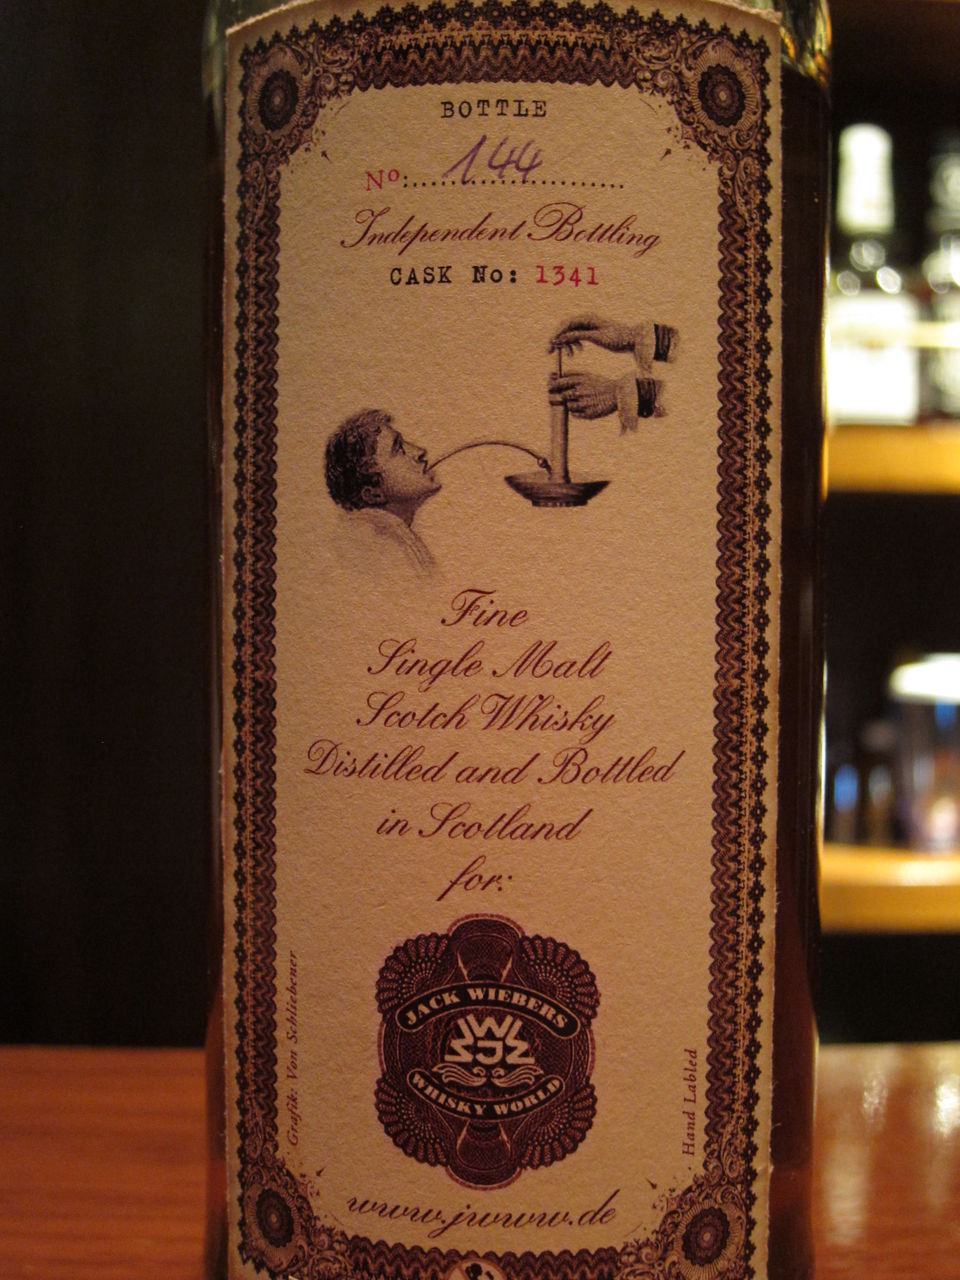 BOTTLE
No: 144
Independent Bottling
CASK No: 1341
Fine
Single Malt
Scotch Whisky
Distilled and Bottled
in Scotland
for:
JACK WIEBERS
WHISKY WORLD
Grafik: Von Schliebener
Hand Labled
www.jwww.de